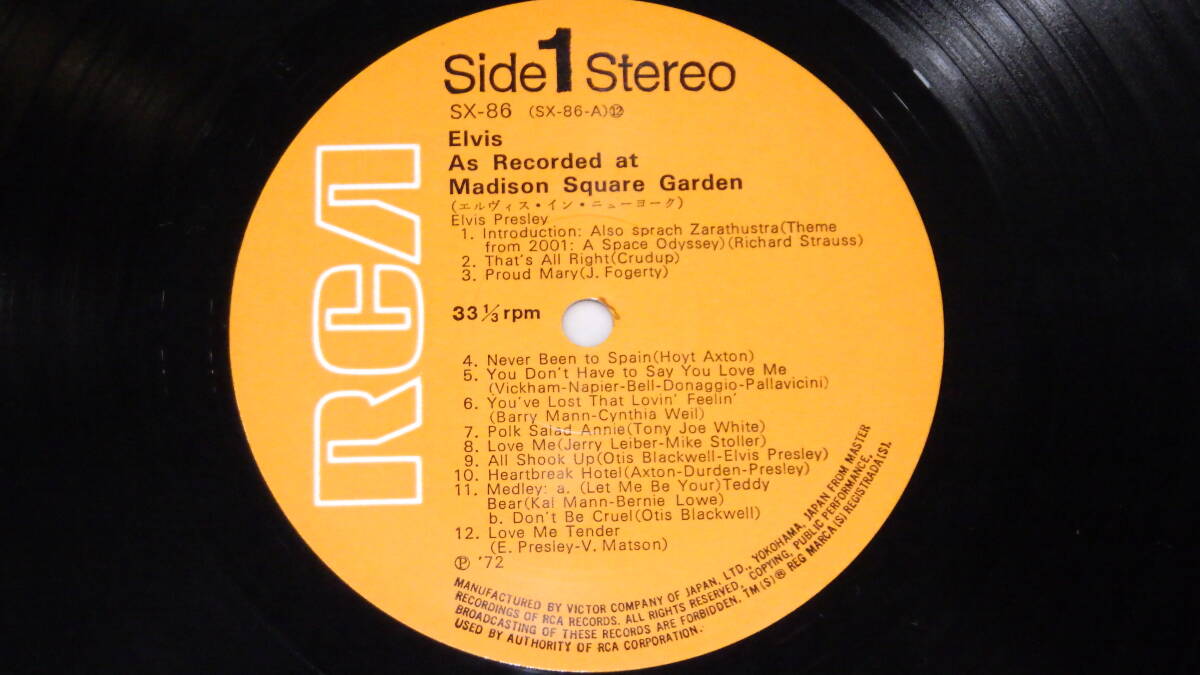 Side 1 Stereo
SX-86 (SX-86-A)⑫
Elvis
As Recorded at
Madison Square Garden
(エルヴィス・イン・ニューヨーク)
Elvis Presley
1. Introduction: Also sprach Zarathustra(Theme
from 2001: A Space Odyssey)(Richard Strauss)
2. That's All Right(Crudup)
3. Proud Mary(J. Fogerty)
33 1/3 rpm
4. Never Been to Spain(Hoyt Axton)
5. You Don't Have to Say You Love Me
(Vickham-Napier-Bell-Donaggio-Pallavicini)
6. You've Lost That Lovin' Feelin'
(Barry Mann-Cynthia Weil)
7. Polk Salad Annie(Tony Joe White)
8. Love Me(Jerry Leiber-Mike Stoller)
9. All Shook Up(Otis Blackwell-Elvis Presley)
10. Heartbreak Hotel(Axton-Durden-Presley)
11. Medley: a. (Let Me Be Your)Teddy
Bear(Kal Mann-Bernie Lowe)
b. Don't Be Cruel(Otis Blackwell)
12. Love Me Tender
(E. Presley-V. Matson)
Ⓟ '72
RCA
MANUFACTURED BY VICTOR COMPANY OF JAPAN, LTD., YOKOHAMA, JAPAN FROM MASTER
RECORDINGS OF RCA RECORDS. ALL RIGHTS RESERVED, COPYING, PUBLIC PERFORMANCE,
BROADCASTING OF THESE RECORDS ARE FORBIDDEN. TM(S)® REG MARCA(S) REGISTRADA(S).
USED BY AUTHORITY OF RCA CORPORATION.